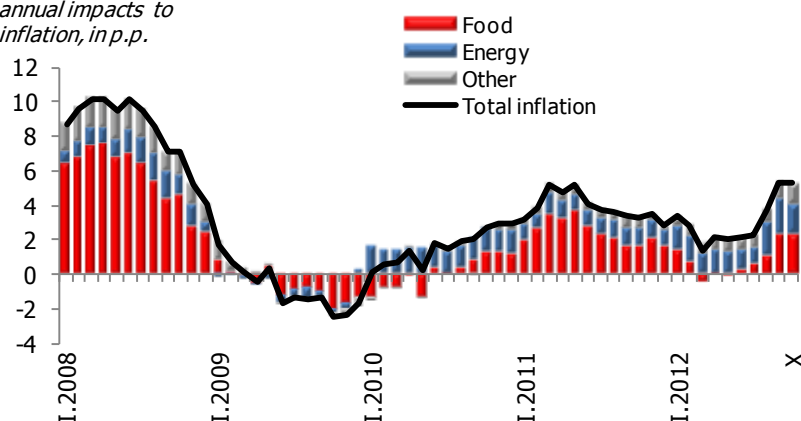 annual impacts to
inflation, in p.p.
Food
Energy
Other
Total inflation
12
10
8
6
4
2
0
-2
-4
I.2008
I.2009
I.2010
I.2011
I.2012
X